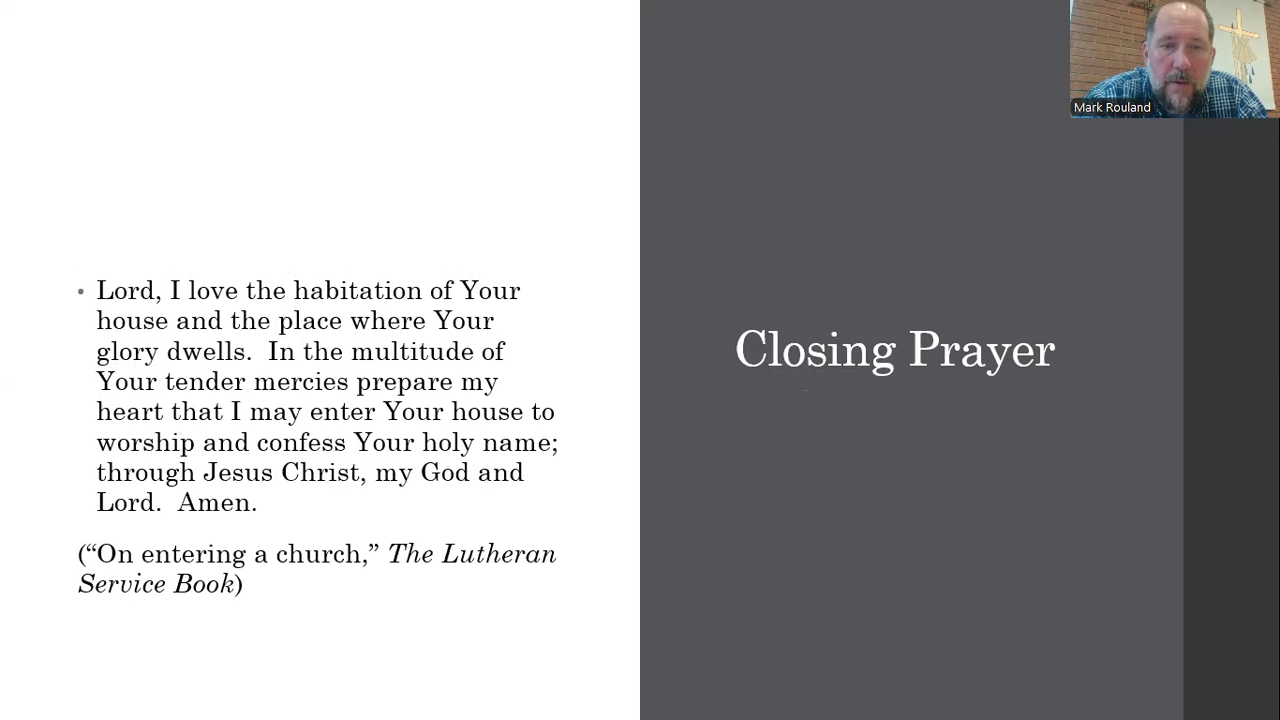 • Lord, I love the habitation of Your
house and the place where Your
glory dwells.  In the multitude of
Your tender mercies prepare my
heart that I may enter Your house to
worship and confess Your holy name;
through Jesus Christ, my God and
Lord.  Amen.
(“On entering a church,” The Lutheran
Service Book)
Closing Prayer
Mark Rouland